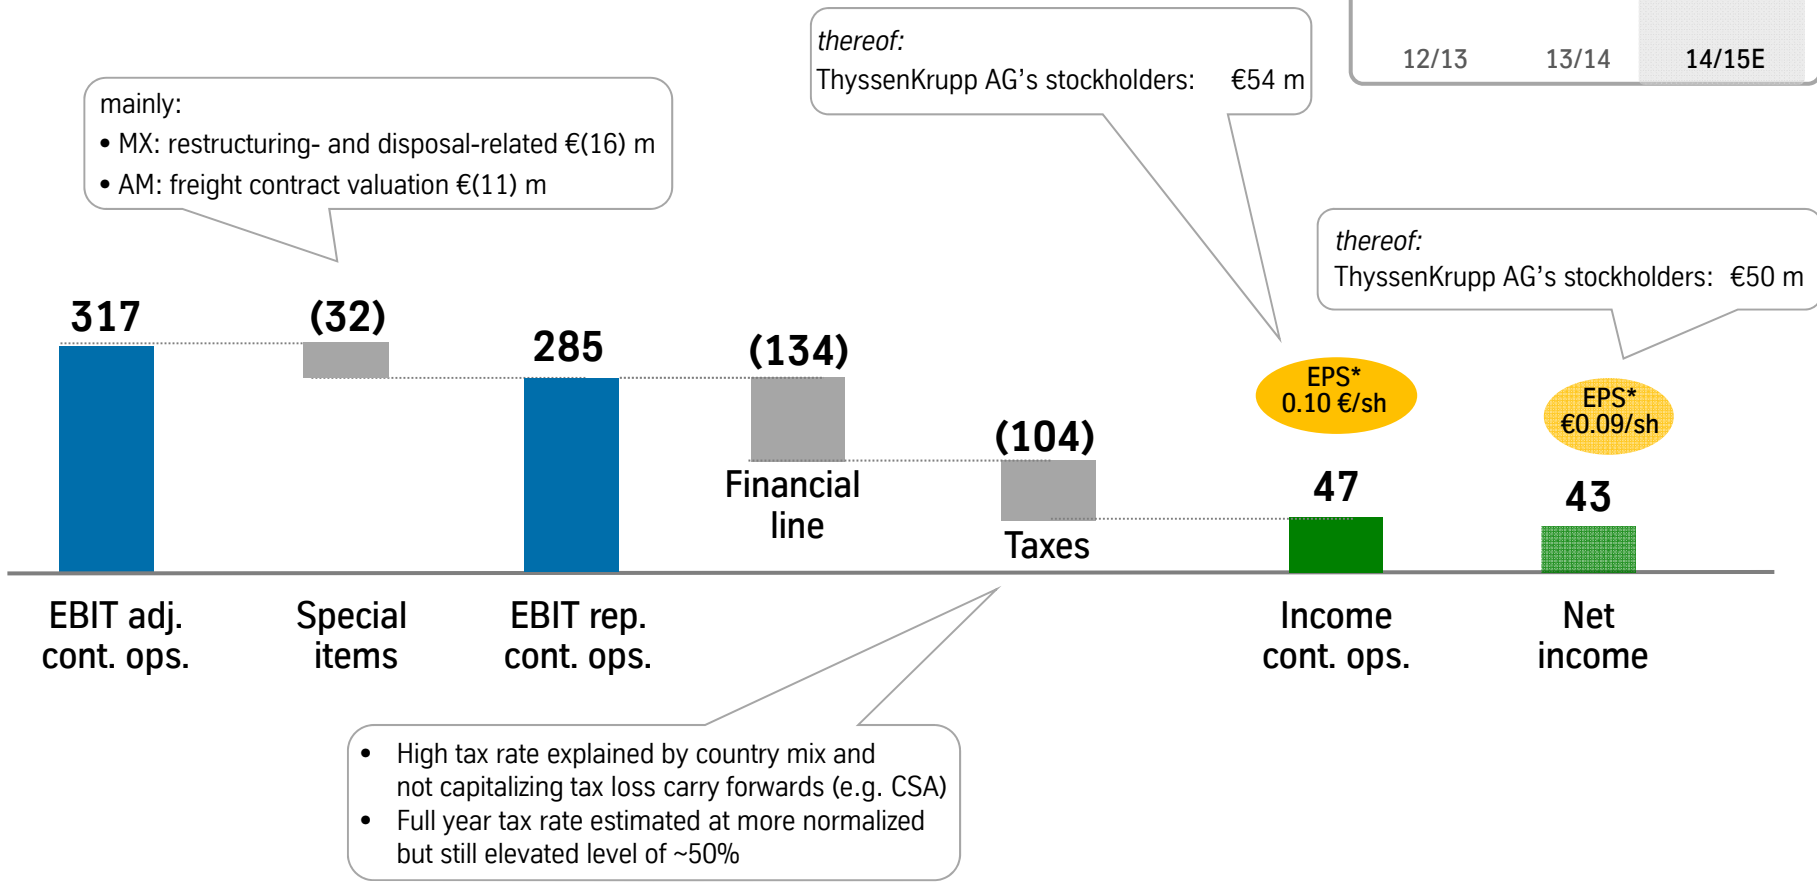 12/13 13/14 14/15E
thereof:
ThyssenKrupp AG's stockholders: €54 m
mainly:
• MX: restructuring- and disposal-related €(16) m
• AM: freight contract valuation €(11) m
thereof:
ThyssenKrupp AG's stockholders: €50 m
317
(32)
285
(134)
Financial
line
(104)
Taxes
EPS*
0.10 €/sh
47
EPS*
€0.09/sh
43
EBIT adj.
cont. ops.
Special
items
EBIT rep.
cont. ops.
Income
cont. ops.
Net
income
• High tax rate explained by country mix and
not capitalizing tax loss carry forwards (e.g. CSA)
• Full year tax rate estimated at more normalized
but still elevated level of ~50%